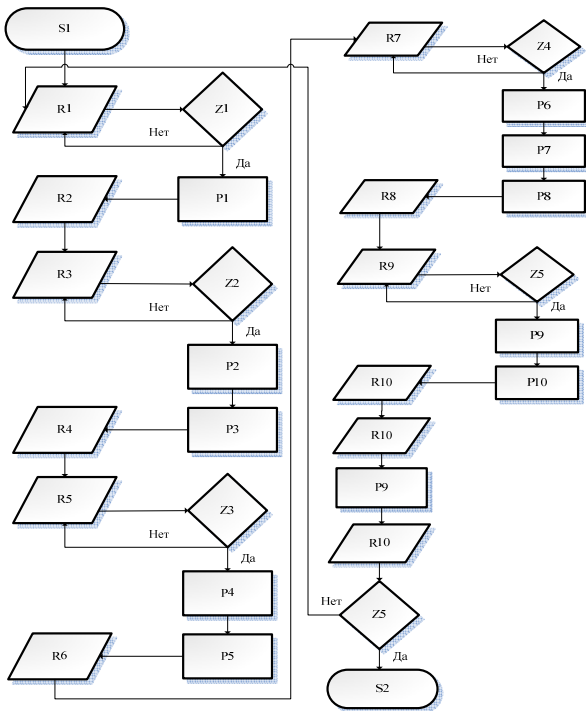 S1
R1
Z1
Нет
Да
P1
R2
R3
Z2
Нет
Да
P2
P3
R4
R5
Z3
Нет
Да
P4
P5
R6
R7
Z4
Нет
Да
P6
P7
P8
R8
R9
Z5
Нет
Да
P9
P10
R10
R10
P9
R10
Z5
Нет
Да
S2